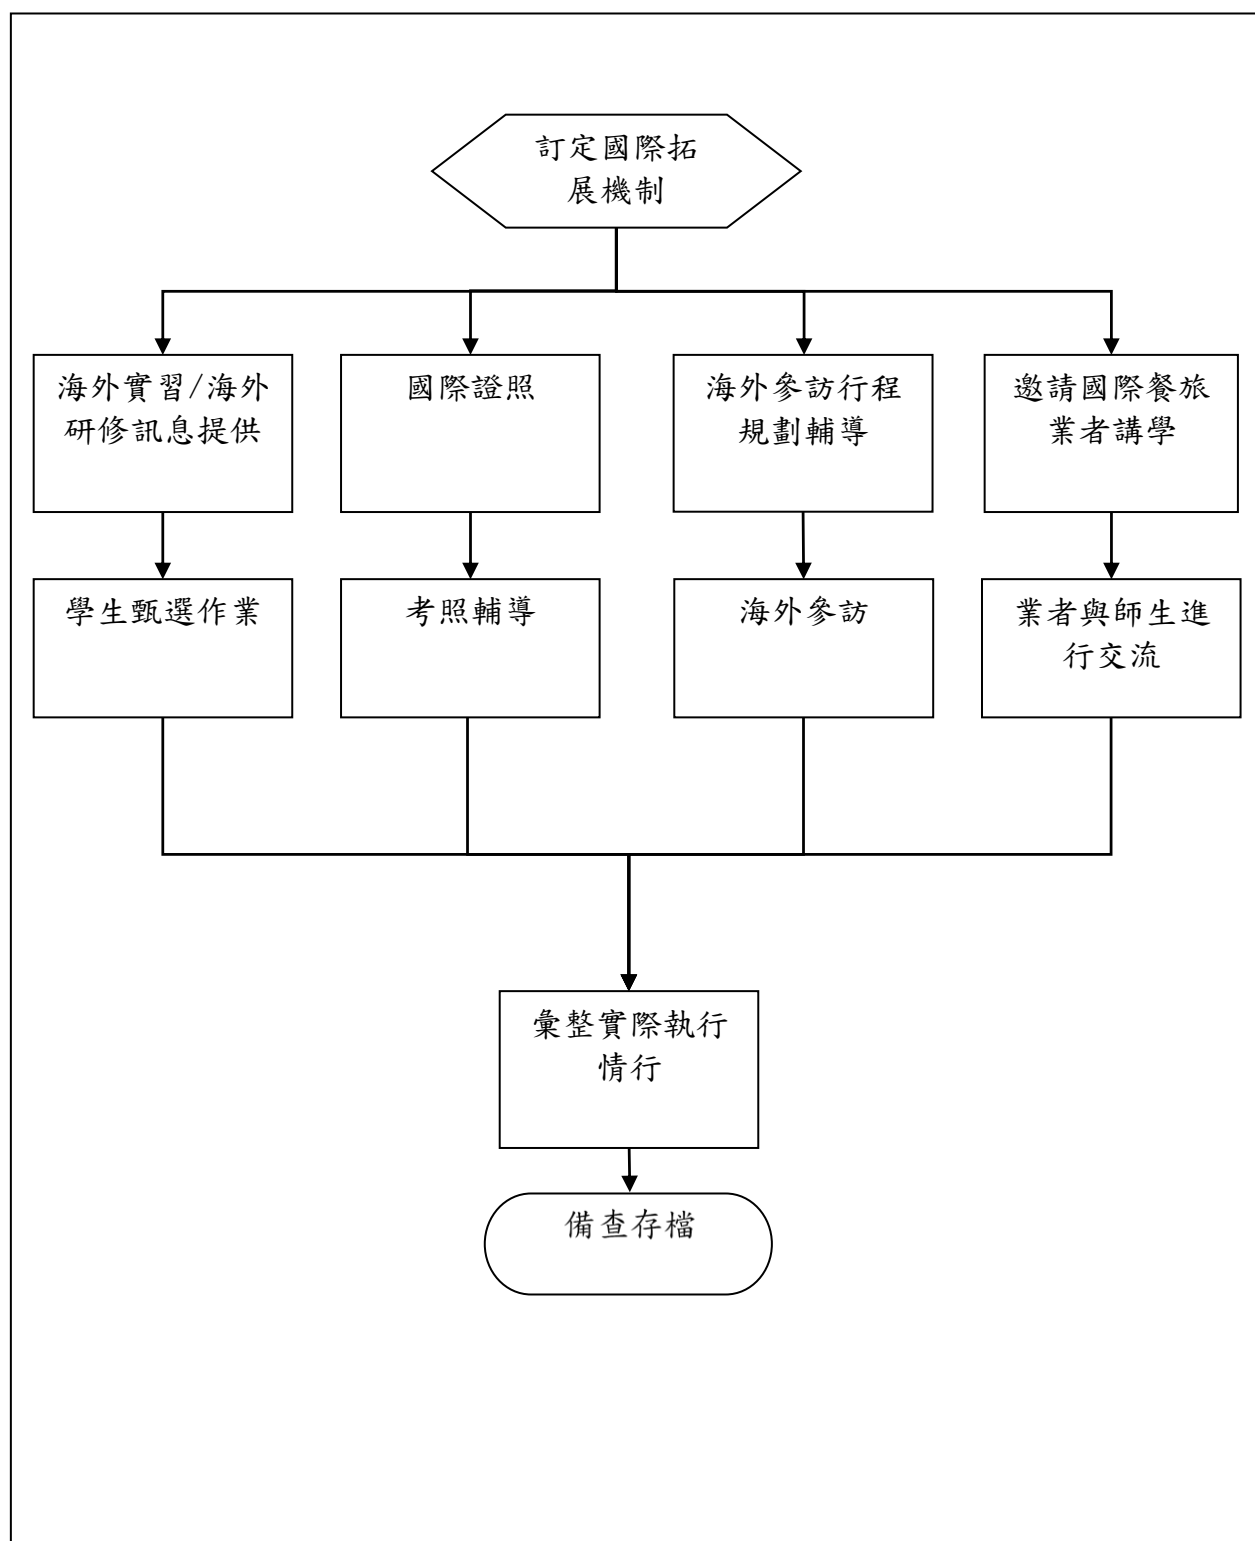 訂定國際拓
展機制
海外實習/海外
研修訊息提供
國際證照
海外參訪行程
規劃輔導
邀請國際餐旅
業者講學
學生甄選作業
考照輔導
海外參訪
業者與師生進
行交流
彙整實際執行
情行
備查存檔